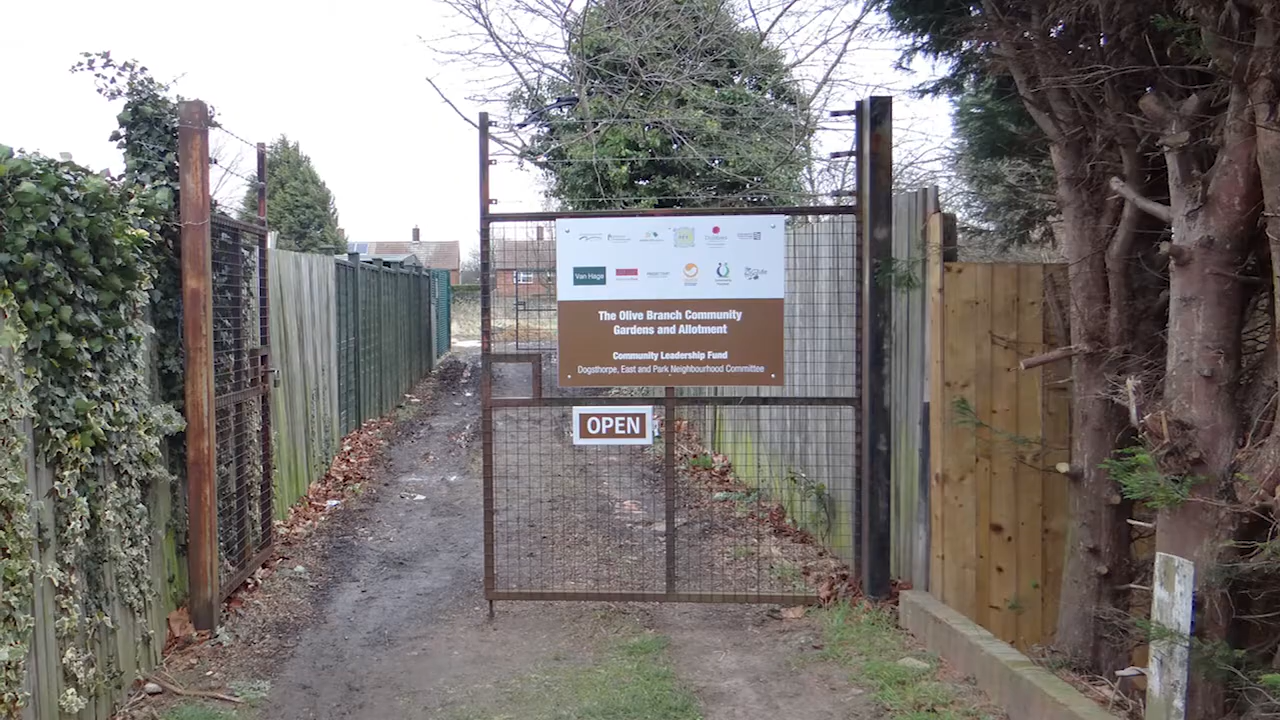 Van Hage
The Olive Branch Community
Gardens and Allotment
Community Leadership Fund
Dogsthorpe, East and Park Neighbourhood Committee
OPEN